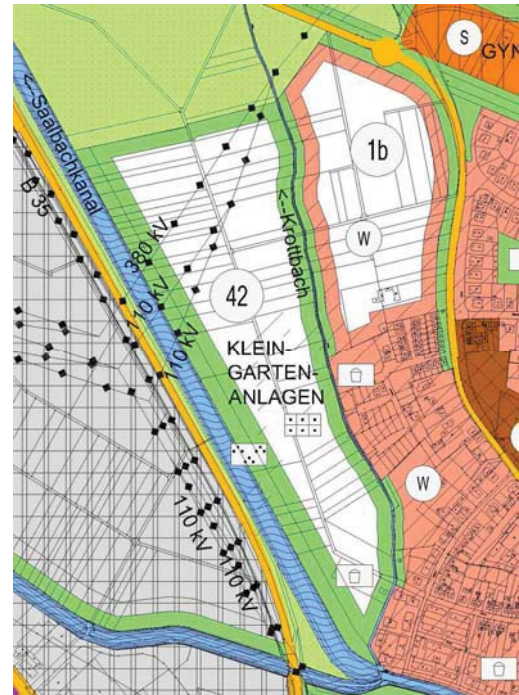 S
GYN
<--Saalbachkanal
B 35
1b
<--Krottbach
W
380 kV
110 kV
110 kV
42
KLEIN-
GARTEN-
ANLAGEN
W
110 kV
110 kV